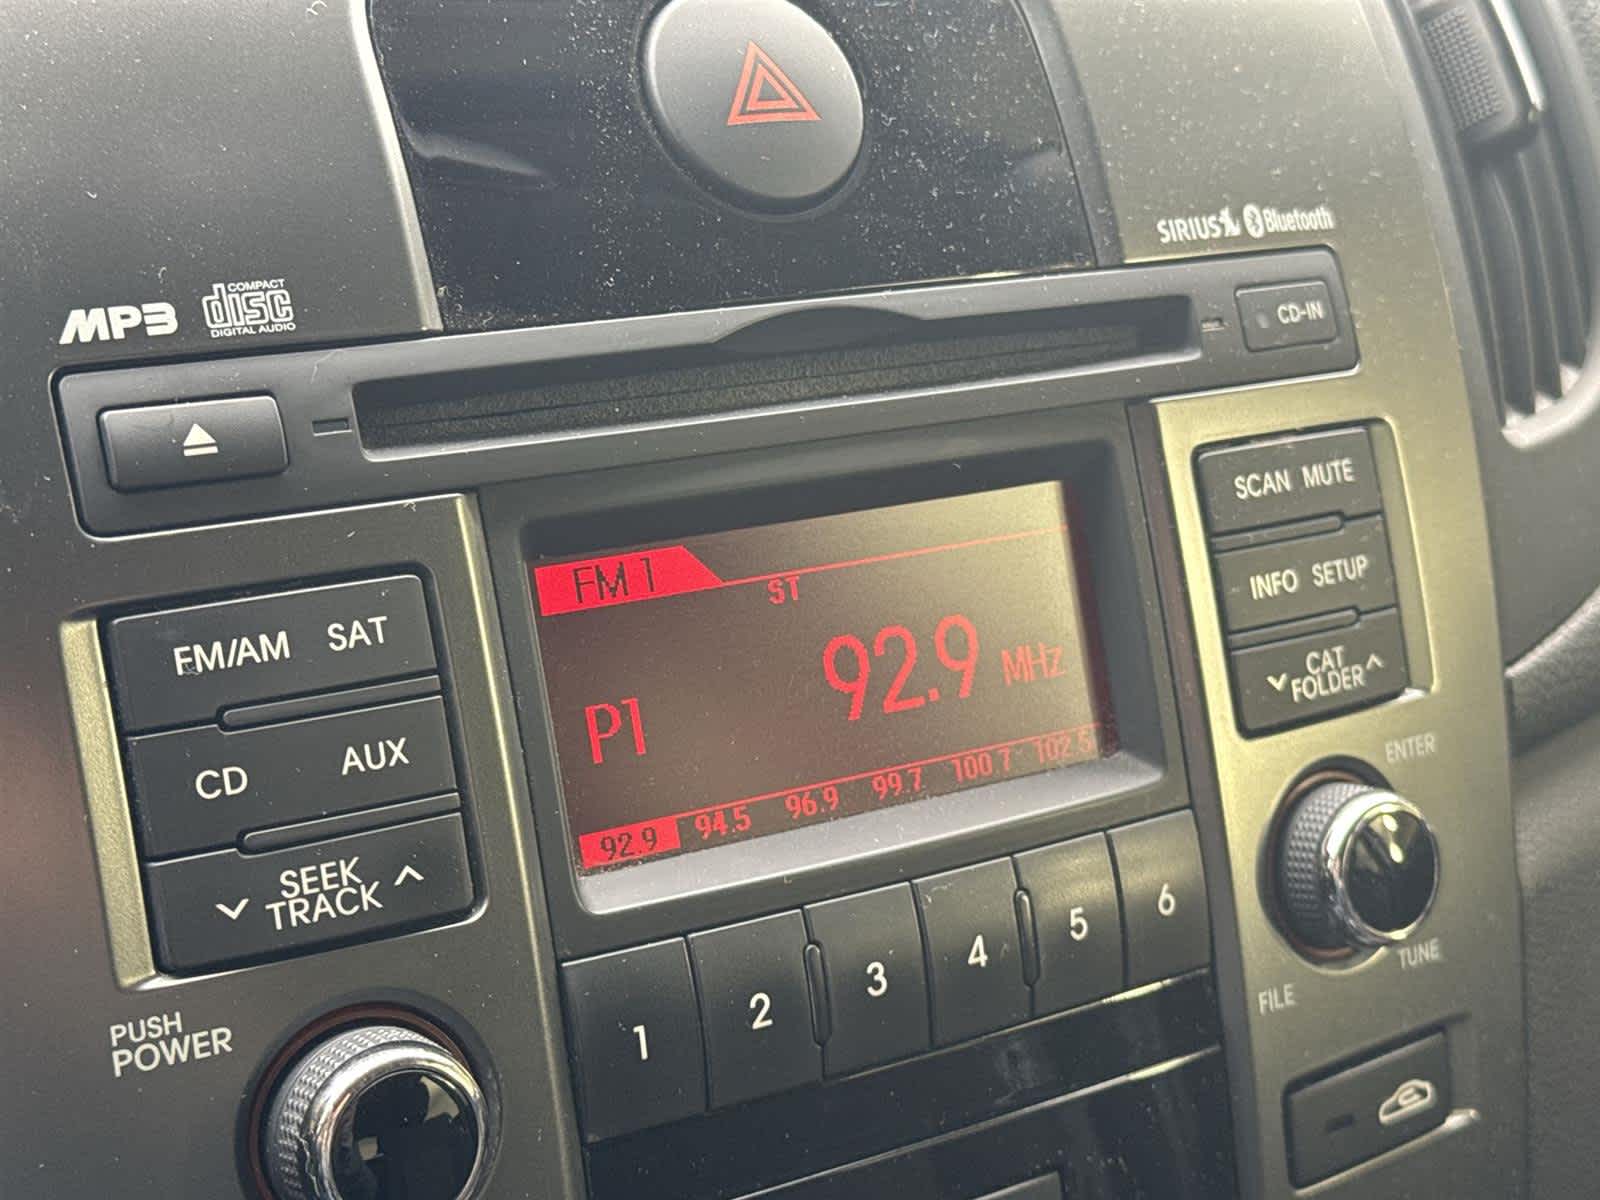 SIRIUS Bluetooth
MP3 COMPACT disc DIGITAL AUDIO
CD-IN
FM/AM SAT
CD AUX
SEEK
TRACK
PUSH
POWER
FM 1
ST
P1 92.9 MHz
92.9 94.5 96.9 99.7 100.7 102.5
1 2 3 4 5 6
SCAN MUTE
INFO SETUP
CAT
FOLDER
ENTER
TUNE
FILE